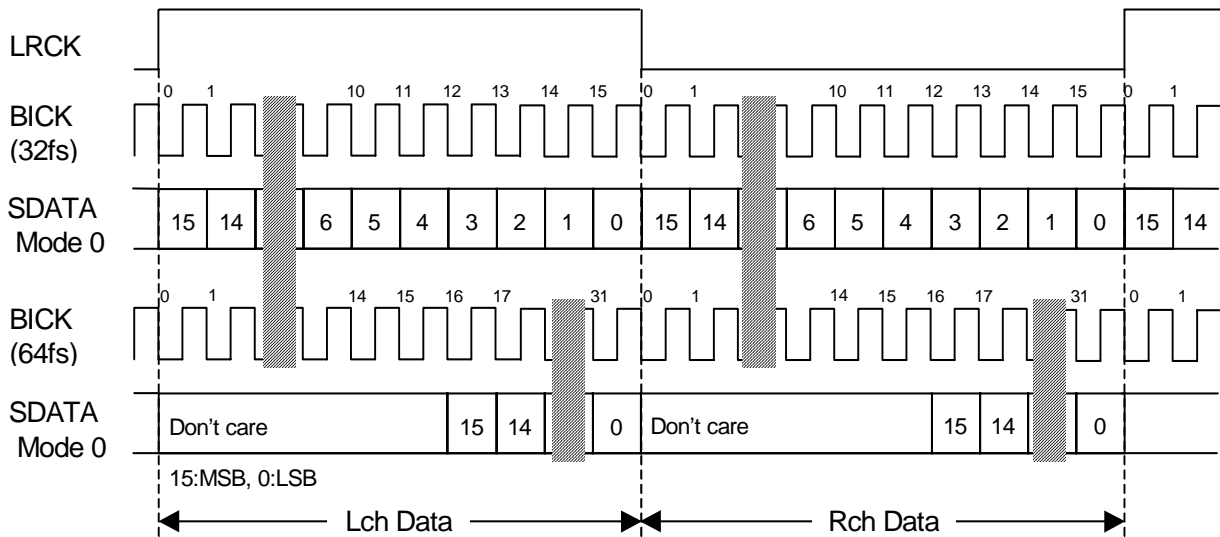 LRCK
0 1 10 11 12 13 14 15 0 1 10 11 12 13 14 15 0 1
BICK
(32fs)
SDATA
Mode 0
15 14 6 5 4 3 2 1 0 15 14 6 5 4 3 2 1 0 15 14
0 1 14 15 16 17 31 0 1 14 15 16 17 31 0 1
BICK
(64fs)
SDATA
Mode 0
Don't care 15 14 0 Don't care 15 14 0
15:MSB, 0:LSB
Lch Data Rch Data